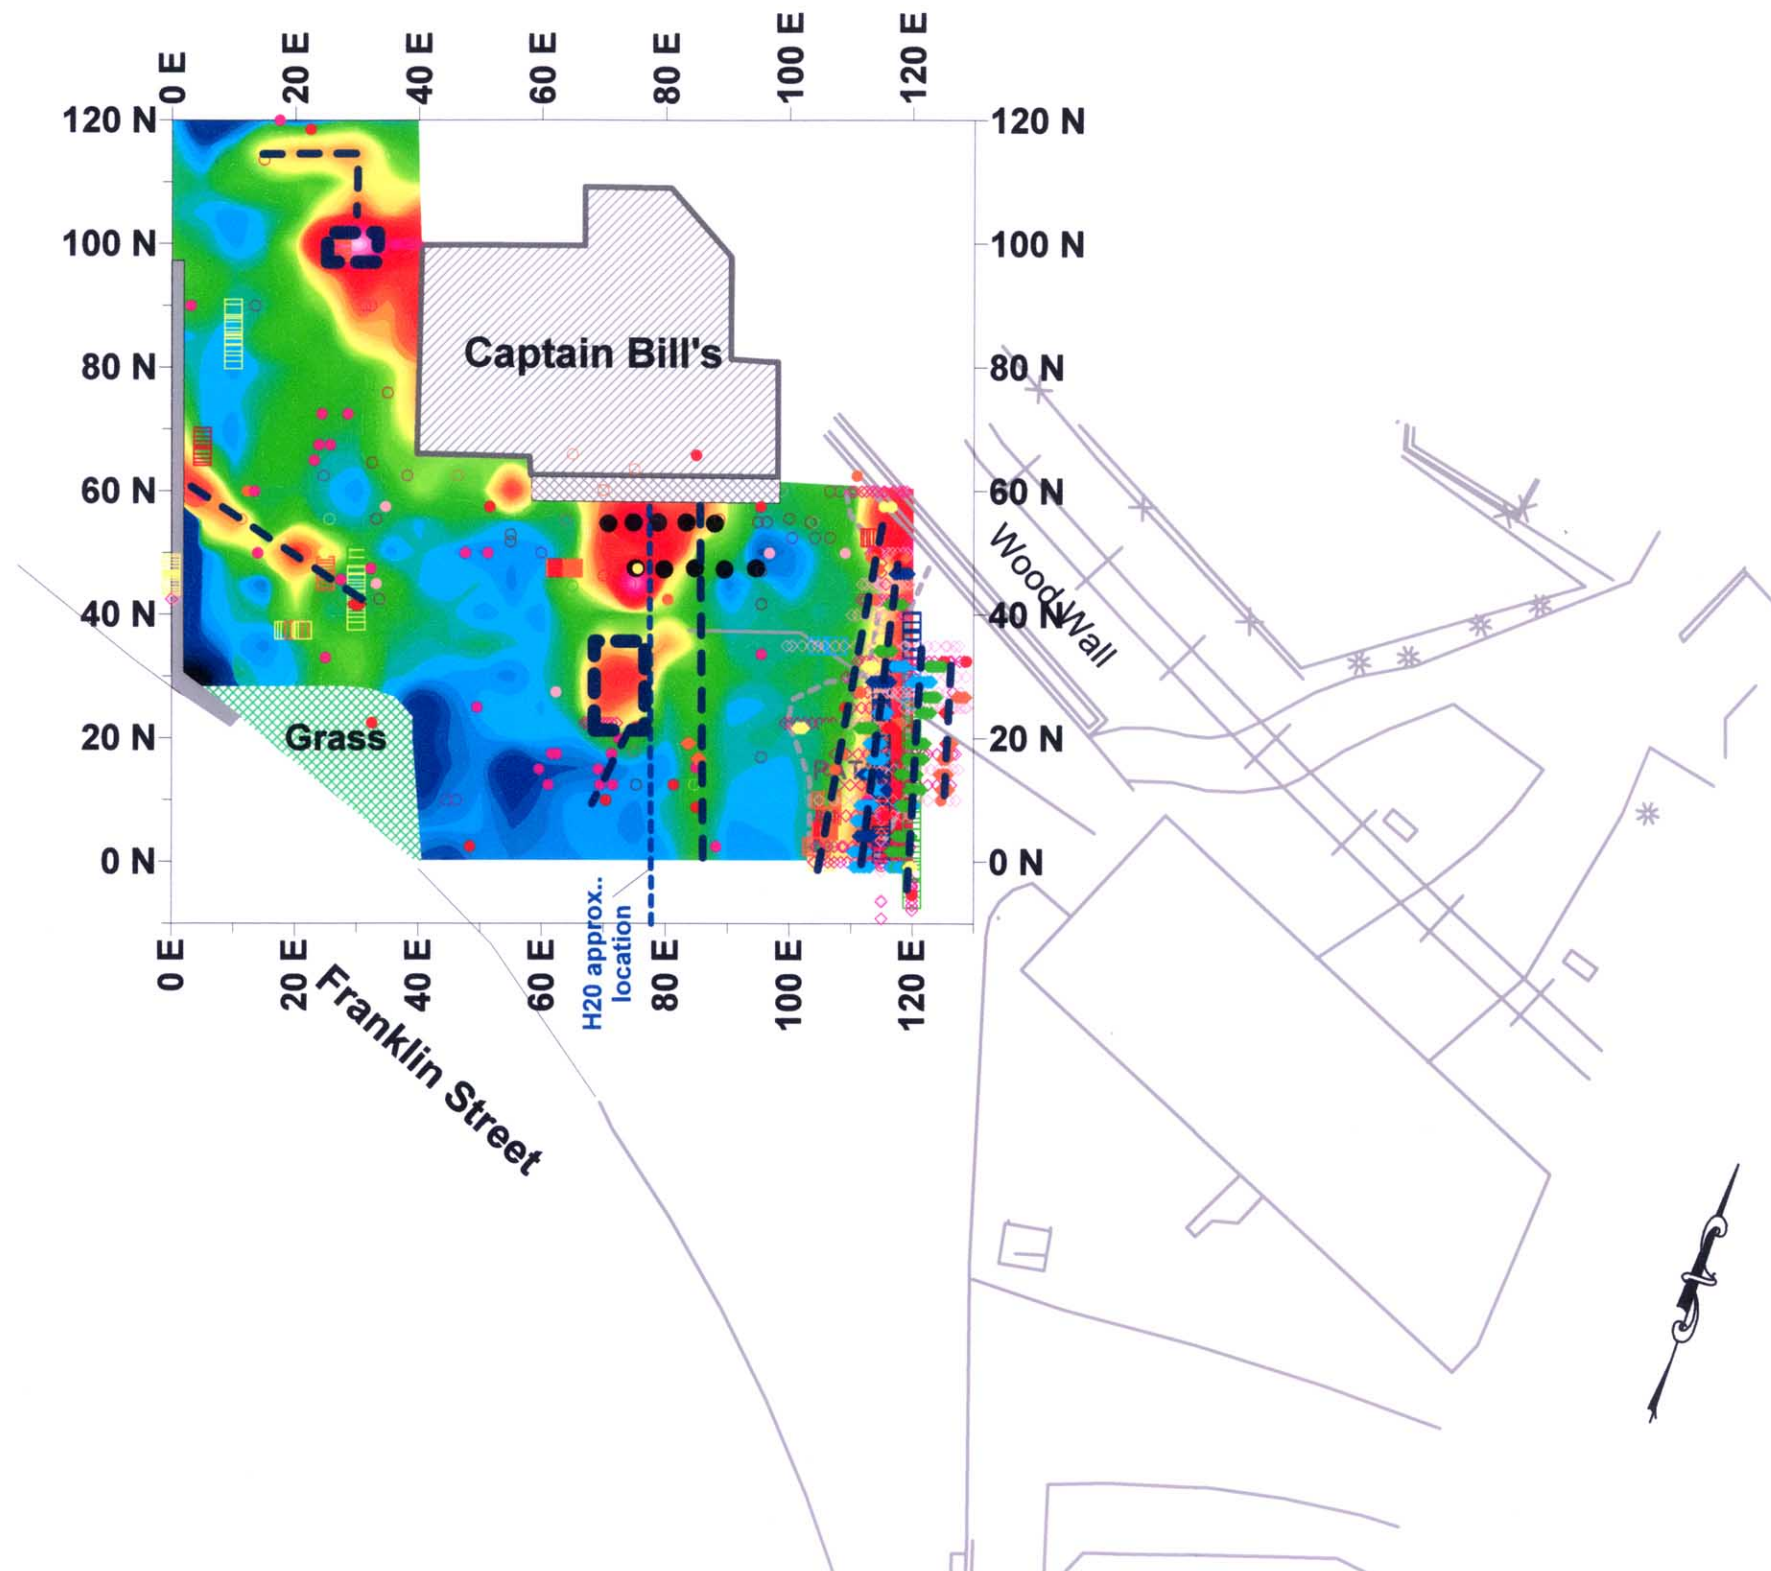 0 E
20 E
40 E
60 E
80 E
100 E
120 E
120 N
120 N
100 N
100 N
Captain Bill's
80 N
80 N
60 N
60 N
Wood Wall
40 N
40 N
Grass
20 N
20 N
0 N
0 N
0 E
20 E
40 E
60 E
H20 approx..
location
80 E
100 E
120 E
Franklin Street